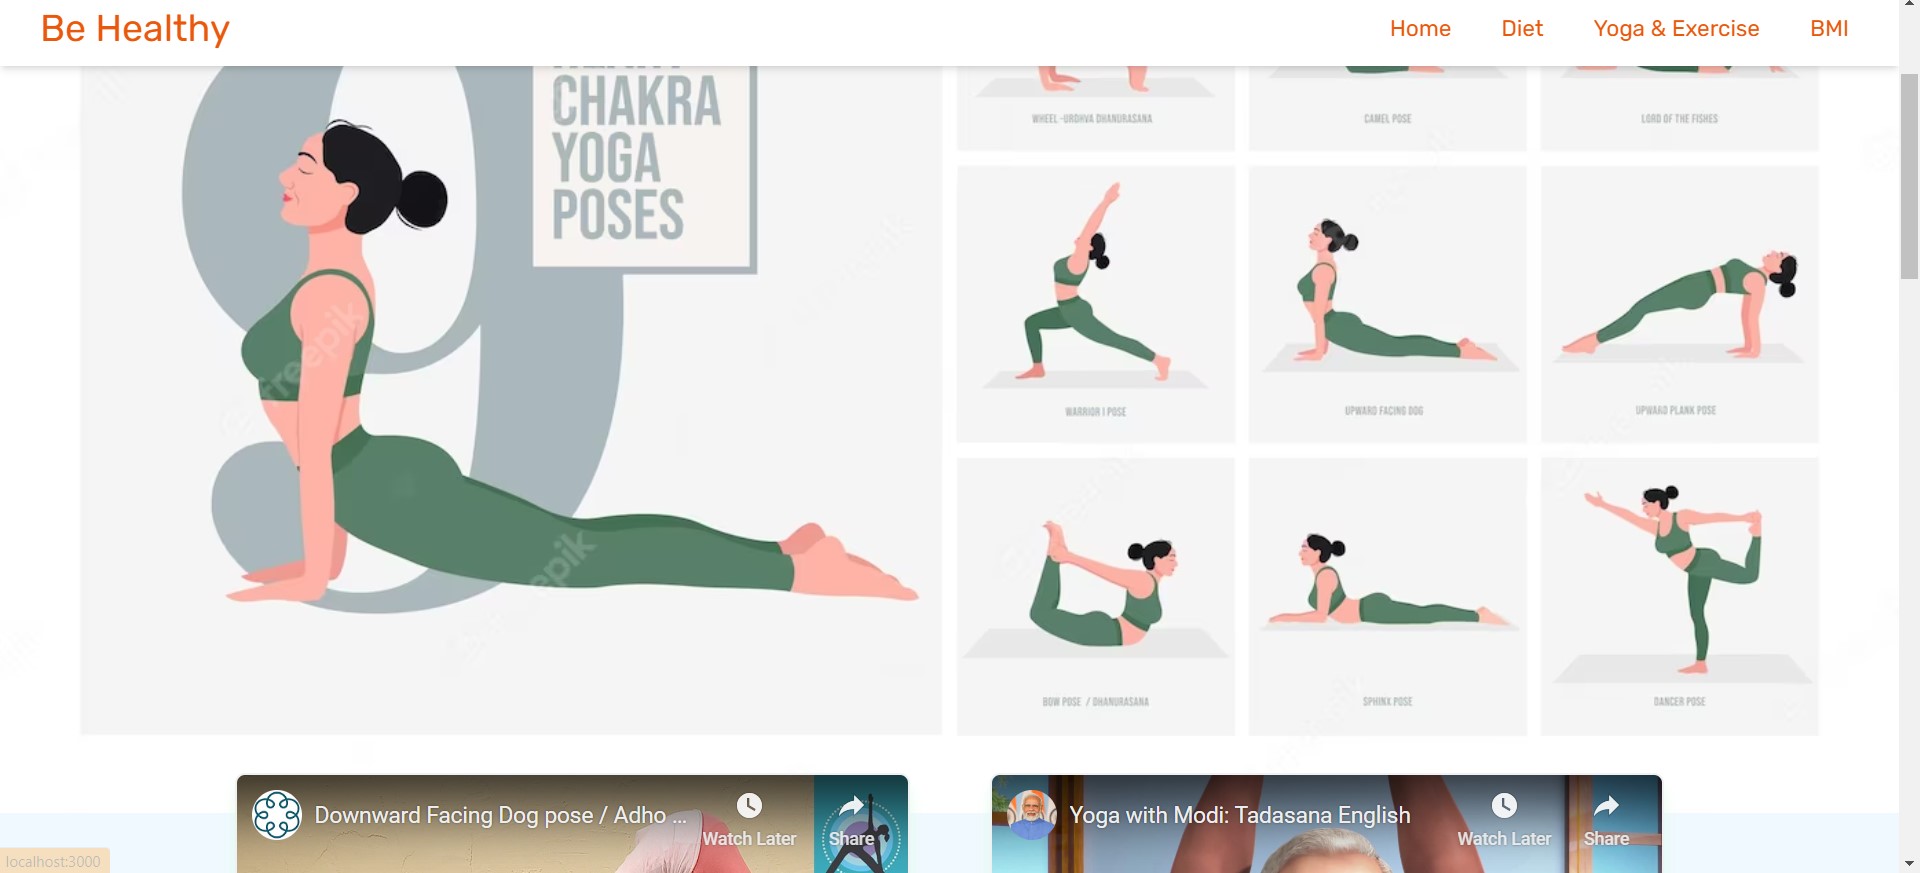 Be Healthy
Home
Diet
Yoga & Exercise
BMI
CHAKRA
YOGA
POSES
WHEEL -URDHVA DHANURASANA
CAMEL POSE
LORD OF THE FISHES
WARRIOR I POSE
UPWARD FACING DOG
UPWARD PLANK POSE
BOW POSE / DHANURASANA
SPHINX POSE
DANCER POSE
freepik
Downward Facing Dog pose / Adho ...
Watch Later
Share
Yoga with Modi: Tadasana English
Watch Later
Share
localhost:3000